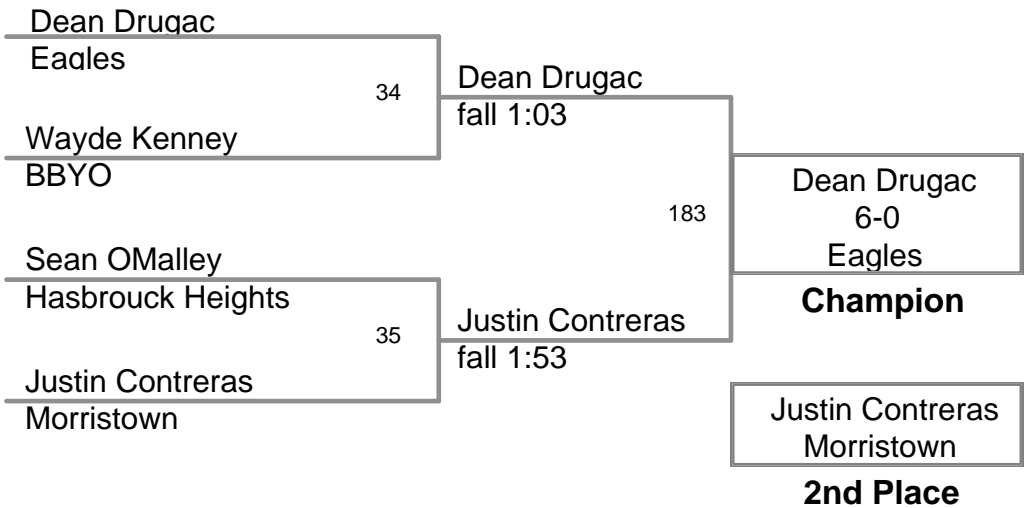 Dean Drugac
Eagles
34
Wayde Kenney
BBYO
Sean OMalley
Hasbrouck Heights
35
Justin Contreras
Morristown
Dean Drugac
fall 1:03
183
Justin Contreras
fall 1:53
Dean Drugac
6-0
Eagles
Champion
Justin Contreras
Morristown
2nd Place